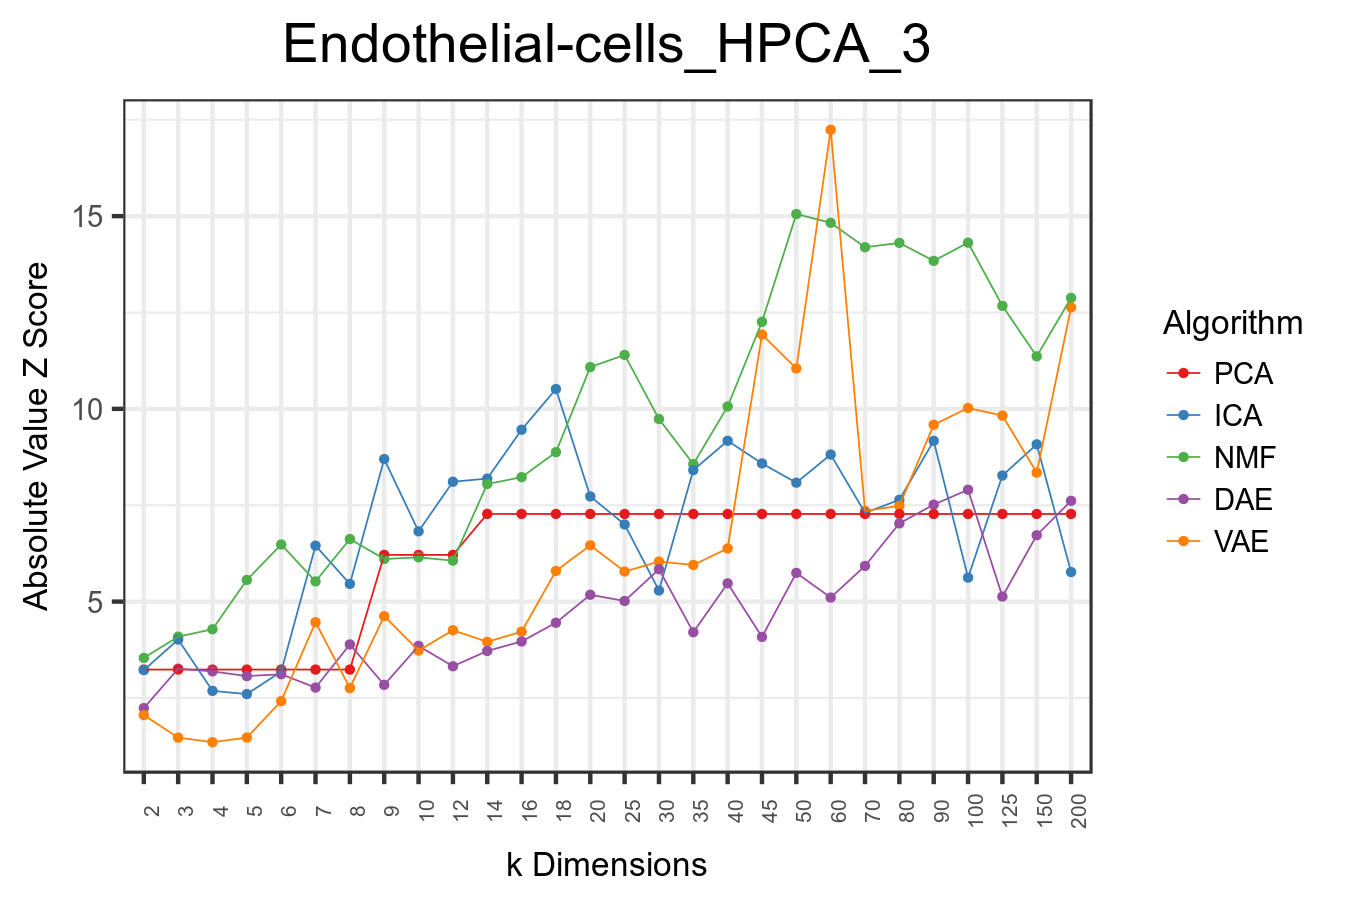 Endothelial-cells_HPCA_3
Absolute Value Z Score
15
10
5
2 3 4 5 6 7 8 9 10 12 14 16 18 20 25 30 35 40 45 50 60 70 80 90 100 125 150 200
k Dimensions
Algorithm
PCA
ICA
NMF
DAE
VAE